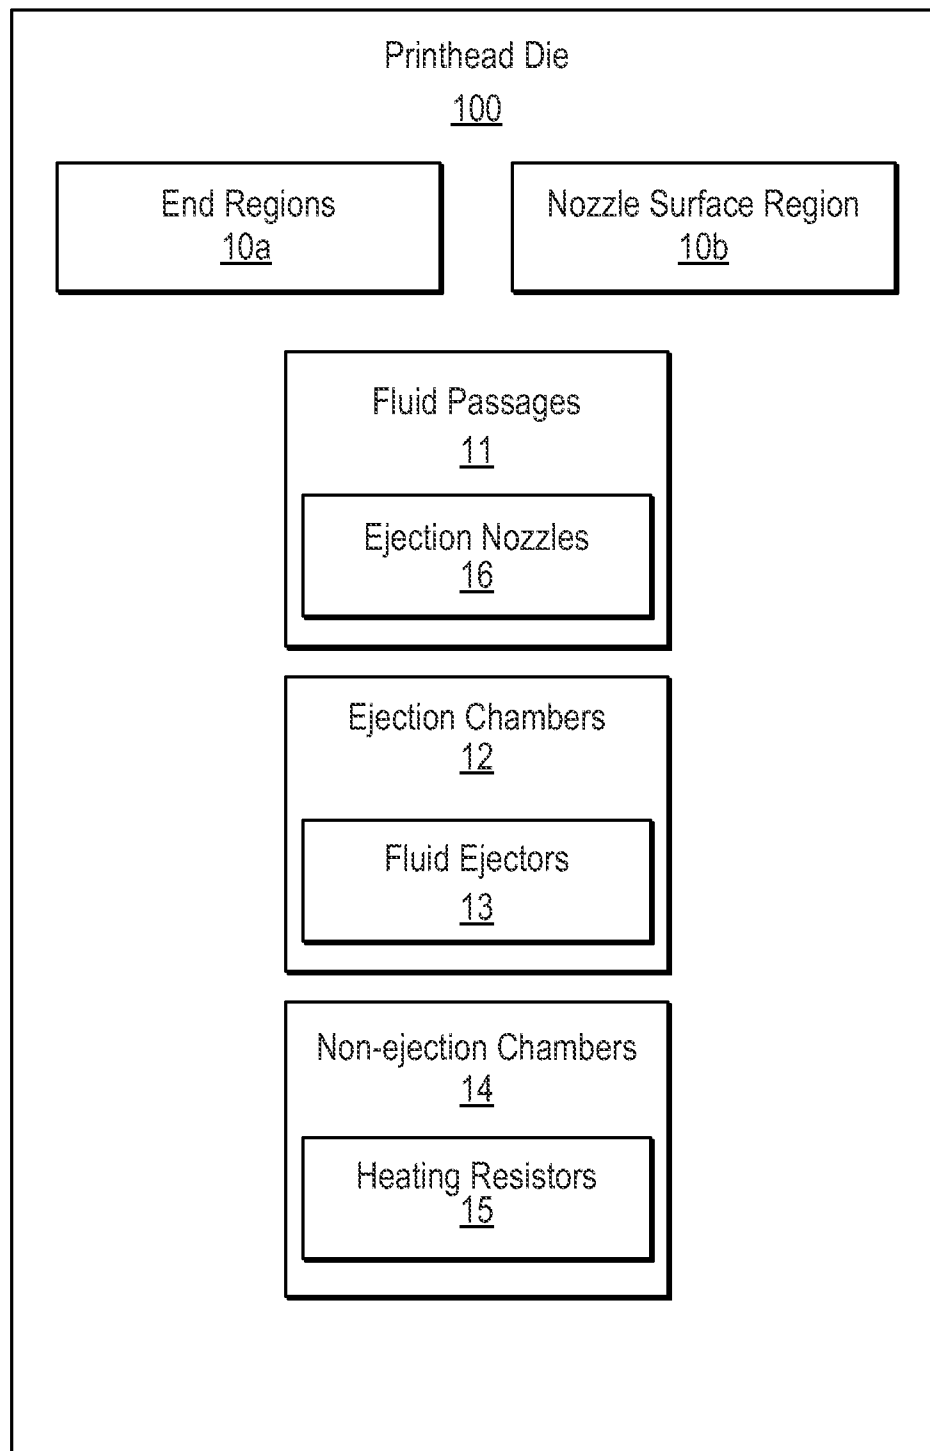 Printhead Die
100
End Regions
10a
Nozzle Surface Region
10b
Fluid Passages
11
Ejection Nozzles
16
Ejection Chambers
12
Fluid Ejectors
13
Non-ejection Chambers
14
Heating Resistors
15